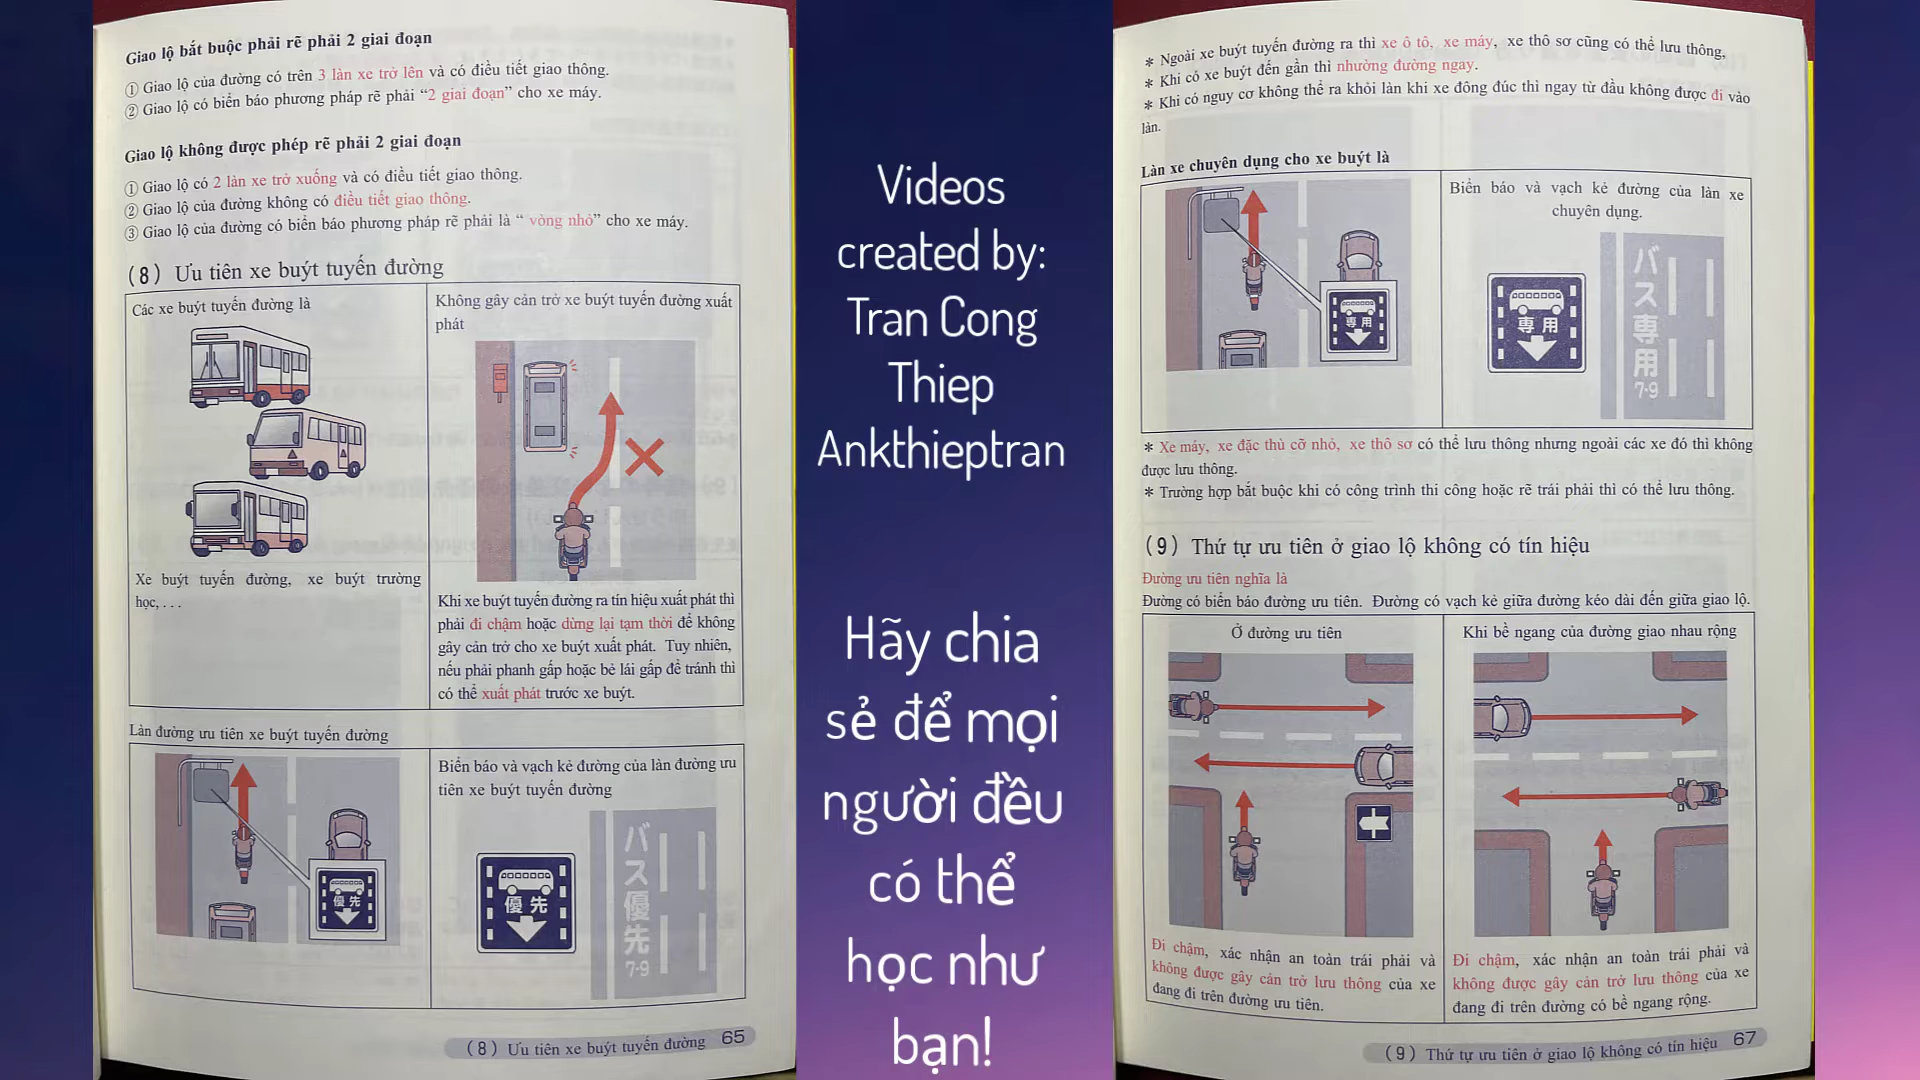 Giao lộ bắt buộc phải rẽ phải 2 giai đoạn
① Giao lộ của đường có trên 3 làn xe trở lên và có điều tiết giao thông.
② Giao lộ có biển báo phương pháp rẽ phải “2 giai đoạn” cho xe máy.
Giao lộ không được phép rẽ phải 2 giai đoạn
① Giao lộ có 2 làn xe trở xuống và có điều tiết giao thông.
② Giao lộ của đường không có điều tiết giao thông.
③ Giao lộ của đường có biển báo phương pháp rẽ phải là “ vòng nhỏ” cho xe máy.
(8) Ưu tiên xe buýt tuyến đường
Các xe buýt tuyến đường là
Xe buýt tuyến đường, xe buýt trường
học,...
Không gây cản trở xe buýt tuyến đường xuất
phát
Khi xe buýt tuyến đường ra tín hiệu xuất phát thì
phải đi chậm hoặc dừng lại tạm thời để không
gây cản trở cho xe buýt xuất phát. Tuy nhiên,
nếu phải phanh gấp hoặc bẻ lái gấp để tránh thì
có thể xuất phát trước xe buýt.
Làn đường ưu tiên xe buýt tuyến đường
優先
Biển báo và vạch kẻ đường của làn đường ưu
tiên xe buýt tuyến đường
優先
バス優先
7-9
(8) Ưu tiên xe buýt tuyến đường 65
Videos
created by:
Tran Cong
Thiep
Ankthieptran
Hãy chia
sẻ để mọi
người đều
có thể
học như
bạn!
* Ngoài xe buýt tuyến đường ra thì xe ô tô, xe máy, xe thô sơ cũng có thể lưu thông,
* Khi có xe buýt đến gần thì nhường đường ngay.
* Khi có nguy cơ không thể ra khỏi làn khi xe đông đúc thì ngay từ đầu không được đi vào
làn.
Làn xe chuyên dụng cho xe buýt là
専用
Biển báo và vạch kẻ đường của làn xe
chuyên dụng.
専用
バス専用
7-9
* Xe máy, xe đặc thù cỡ nhỏ, xe thô sơ có thể lưu thông nhưng ngoài các xe đó thì không
được lưu thông.
* Trường hợp bắt buộc khi có công trình thi công hoặc rẽ trái phải thì có thể lưu thông.
(9) Thứ tự ưu tiên ở giao lộ không có tín hiệu
Đường ưu tiên nghĩa là
Đường có biển báo đường ưu tiên. Đường có vạch kẻ giữa đường kéo dài đến giữa giao lộ.
Ở đường ưu tiên
Đi chậm, xác nhận an toàn trái phải và
không được gây cản trở lưu thông của xe
đang đi trên đường ưu tiên.
Khi bề ngang của đường giao nhau rộng
Đi chậm, xác nhận an toàn trái phải và
không được gây cản trở lưu thông của xe
đang đi trên đường có bề ngang rộng.
(9) Thứ tự ưu tiên ở giao lộ không có tín hiệu 67